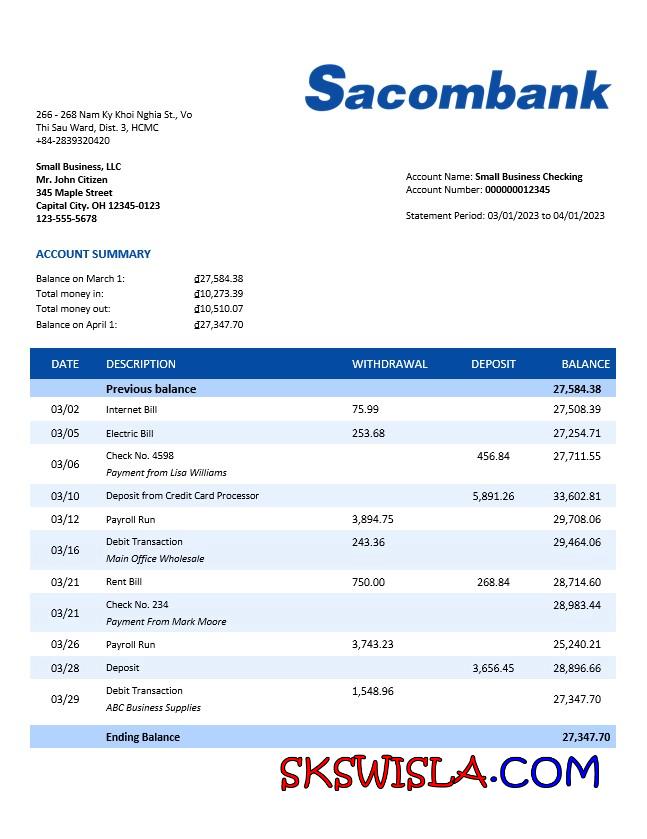 Sacombank
266 - 268 Nam Ky Khoi Nghia St., Vo
Thi Sau Ward, Dist. 3, HCMC
+84-2839320420
Small Business, LLC
Mr. John Citizen
345 Maple Street
Capital City. OH 12345-0123
123-555-5678
Account Name: Small Business Checking
Account Number: 000000012345
Statement Period: 03/01/2023 to 04/01/2023
ACCOUNT SUMMARY
Balance on March 1: ₫27,584.38
Total money in: ₫10,273.39
Total money out: ₫10,510.07
Balance on April 1: ₫27,347.70
DATE DESCRIPTION WITHDRAWAL DEPOSIT BALANCE
Previous balance 27,584.38
03/02 Internet Bill 75.99 27,508.39
03/05 Electric Bill 253.68 27,254.71
03/06 Check No. 4598 456.84 27,711.55
Payment from Lisa Williams
03/10 Deposit from Credit Card Processor 5,891.26 33,602.81
03/12 Payroll Run 3,894.75 29,708.06
03/16 Debit Transaction 243.36 29,464.06
Main Office Wholesale
03/21 Rent Bill 750.00 268.84 28,714.60
03/21 Check No. 234 28,983.44
Payment From Mark Moore
03/26 Payroll Run 3,743.23 25,240.21
03/28 Deposit 3,656.45 28,896.66
03/29 Debit Transaction 1,548.96 27,347.70
ABC Business Supplies
Ending Balance 27,347.70
SKSWISLA.COM